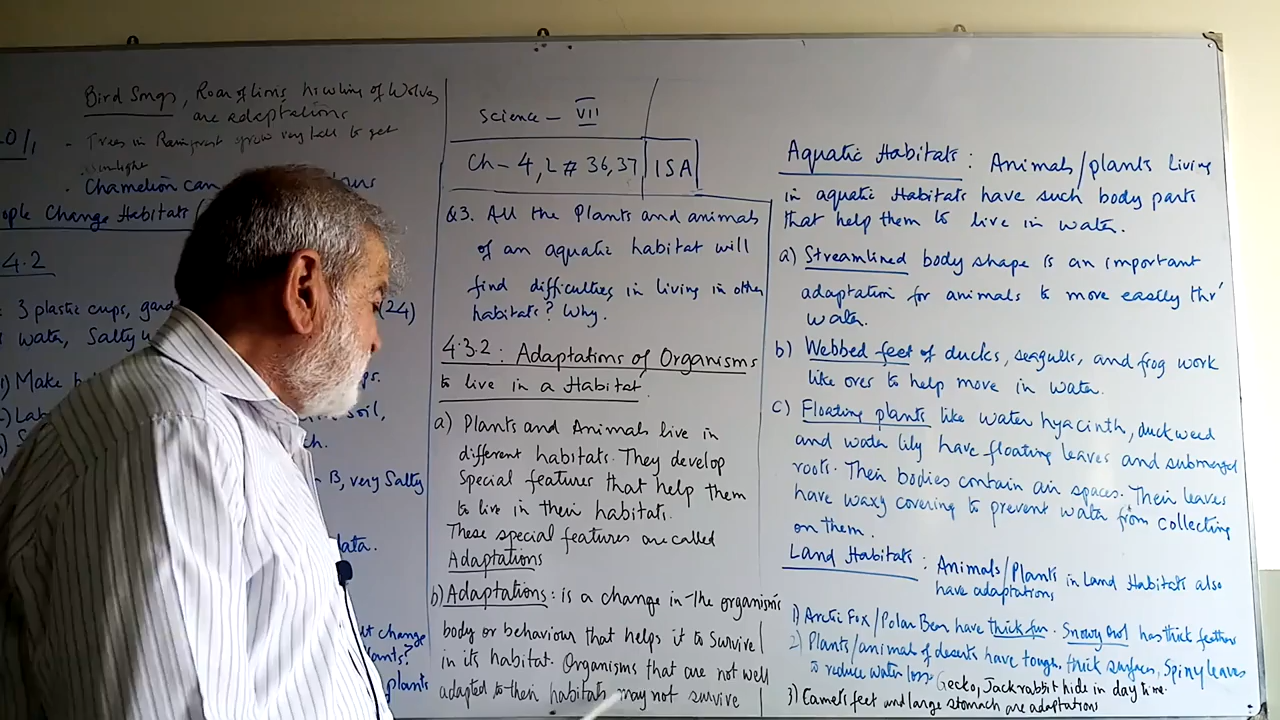 Bird Songs, Roar of lions, howling of Wolves
are adaptations
- Trees in Rainforest grow very tall to get
sunlight
Chamelion can
ople Change Habitats
4.2
3 plastic cups, gard
(24)
water, Salty w
1) Make
soil,
B, very Salty
data.
change
plants
Science - VII
Ch-4, L# 36,37 ISA
Q3. All the Plants and animals
of an aquatic habitat will
find difficulties in living in other
habitats? Why.
4.3.2: Adaptations of Organisms
to live in a Habitat
a) Plants and Animals live in
different habitats. They develop
Special features that help them
to live in their habitats.
These special features are called
Adaptations
b) Adaptations: is a change in the organism's
body or behaviour that helps it to Survive
in its habitat. Organisms that are not well
adapted to their habitats may not survive
Aquatic Habitats: Animals/plants Living
in aquatic Habitats have such body parts
that help them to live in water.
a) Streamlined body shape is an important
adaptation for animals to move easily thr'
water.
b) Webbed feet of ducks, seagulls, and frog work
like ores to help move in water.
c) Floating plants like water hyacinth, duckweed
and water lily have floating leaves and submerged
roots. Their bodies contain air spaces. Their leaves
have waxy covering to prevent water from collecting
on them.
Land Habitats: Animals/Plants in Land Habitats also
have adaptations
1) Arctic Fox/Polar Bear have thick fur. Snowy owl has thick feathers
2) Plants/animal of deserts have tough, thick surfaces, Spiny leaves
to reduce water loss. Gecko, Jackrabbit hide in day time.
3) Camel's feet and large stomach are adaptations